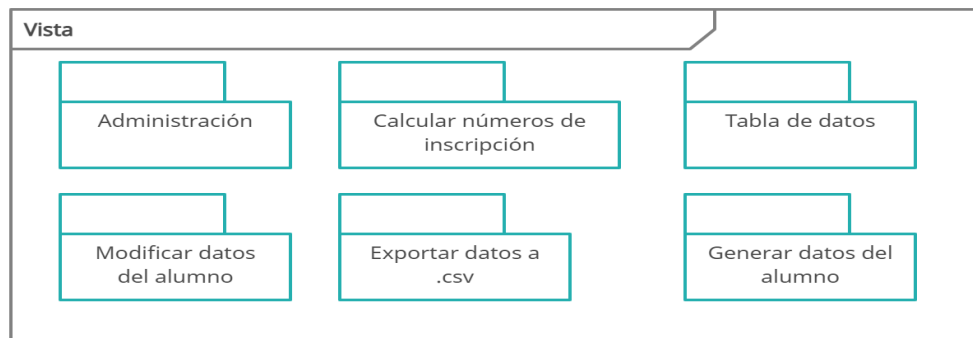 Vista
Administración
Calcular números de
inscripción
Tabla de datos
Modificar datos
del alumno
Exportar datos a
.csv
Generar datos del
alumno